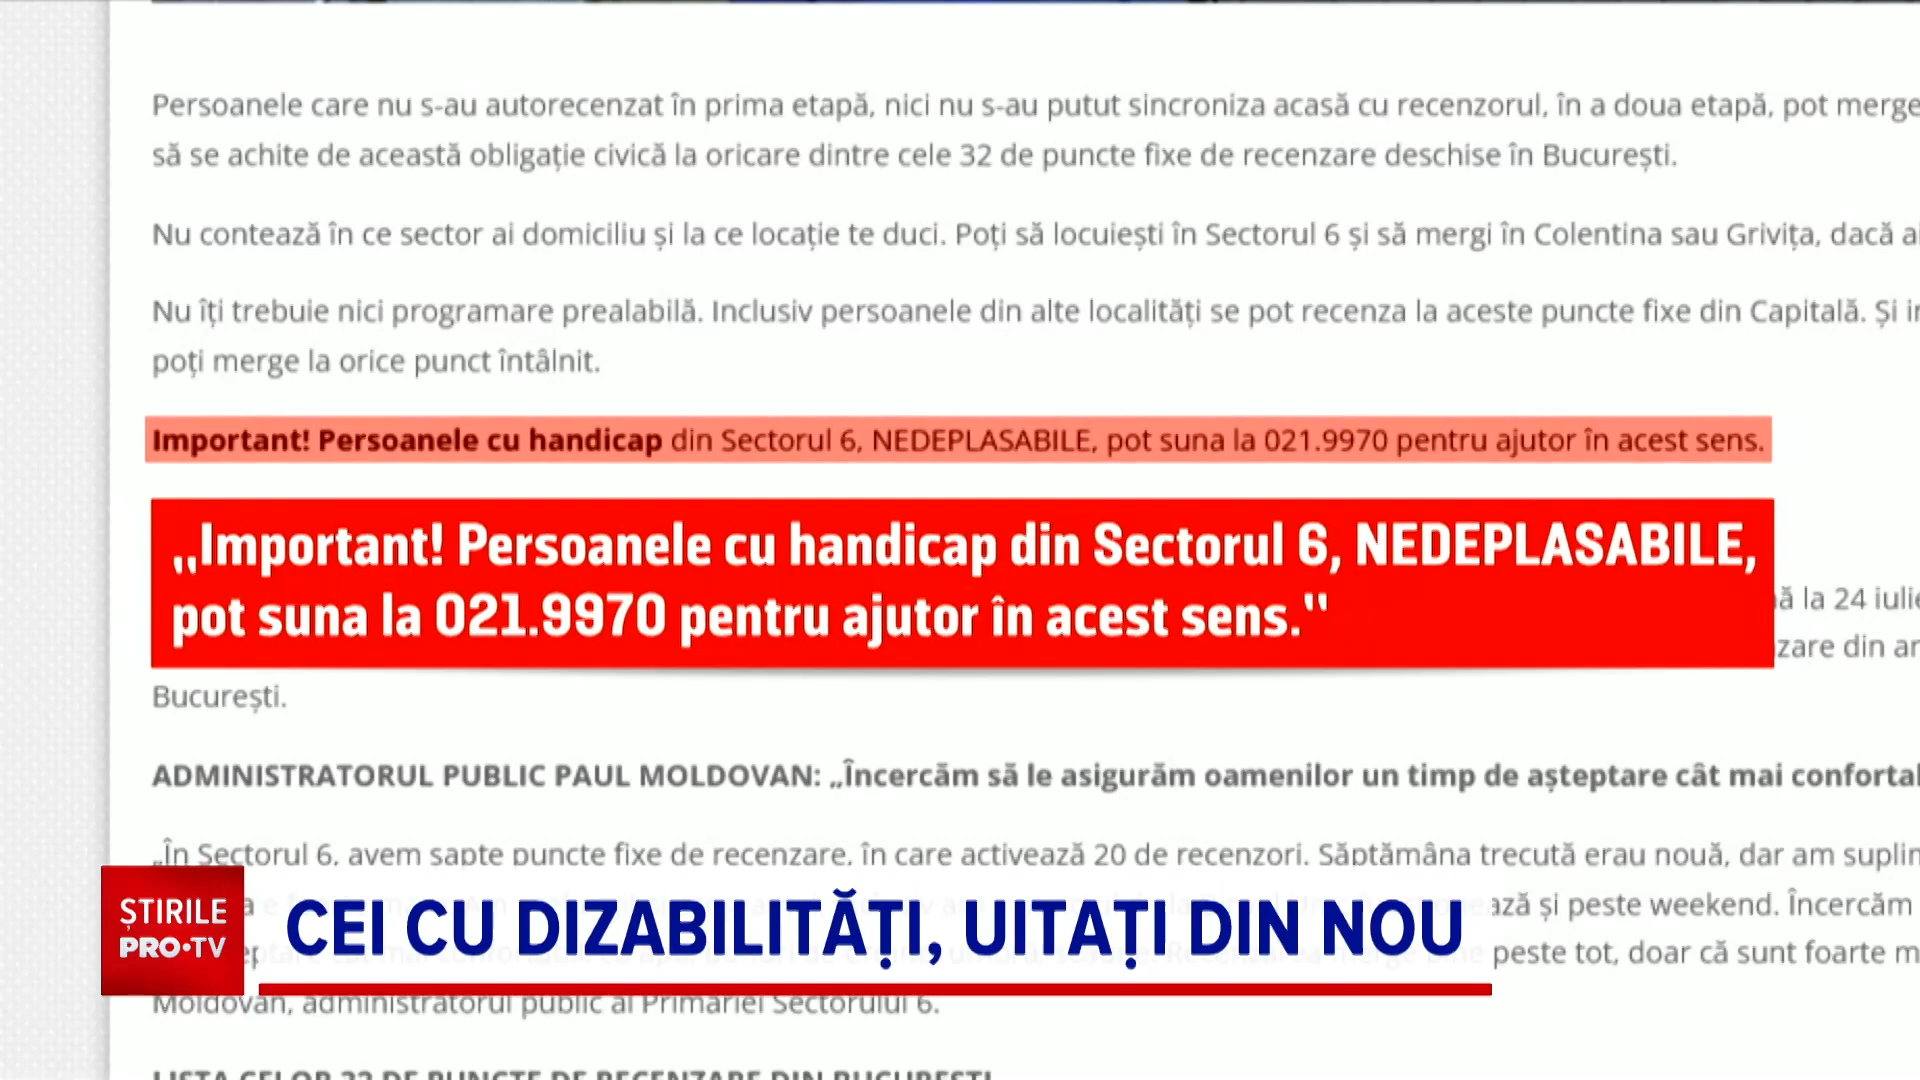 Persoanele care nu s-au autorecenzat în prima etapă, nici nu s-au putut sincroniza acasă cu recenzorul, în a doua etapă, pot merge
să se achite de această obligație civică la oricare dintre cele 32 de puncte fixe de recenzare deschise în București.
Nu contează în ce sector ai domiciliu și la ce locație te duci. Poți să locuiești în Sectorul 6 și să mergi în Colentina sau Grivița, dacă
Nu îți trebuie nici programare prealabilă. Inclusiv persoanele din alte localități se pot recenza la aceste puncte fixe din Capitală. Și
poți merge la orice punct întâlnit.
Important! Persoanele cu handicap din Sectorul 6, NEDEPLASABILE, pot suna la 021.9970 pentru ajutor în acest sens.
„Important! Persoanele cu handicap din Sectorul 6, NEDEPLASABILE,
pot suna la 021.9970 pentru ajutor în acest sens."
la 24 iulie
din
București.
ADMINISTRATORUL PUBLIC PAUL MOLDOVAN: „Încercăm să le asigurăm oamenilor un timp de așteptare cât mai
„În Sectorul 6, avem șapte puncte fixe de recenzare, în care activează 20 de recenzori. Săptămâna trecută erau nouă, dar am
și peste weekend. Încercăm
peste tot, doar că sunt foarte
ȘTIRILE
PRO•TV
CEI CU DIZABILITĂȚI, UITAȚI DIN NOU
Moldovan, administratorul public al Primăriei Sectorului 6.
LISTA CELOR 32 DE PUNCTE DE RECENZARE DIN BUCUREȘTI